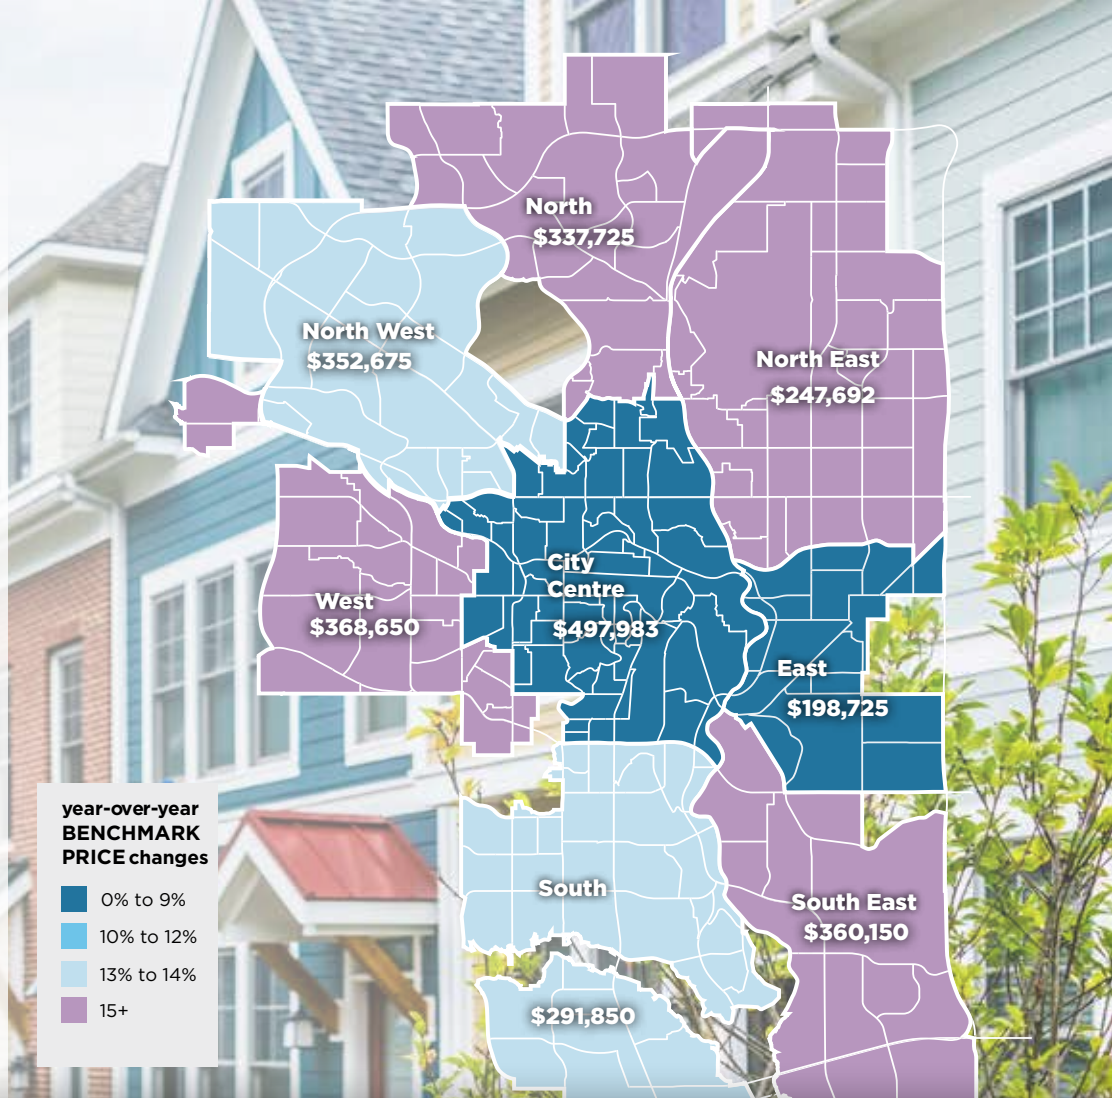 North
$337,725
North West
$352,675
North East
$247,692
City
Centre
$497,983
West
$368,650
East
$198,725
South
$291,850
South East
$360,150
year-over-year
BENCHMARK
PRICE changes
0% to 9%
10% to 12%
13% to 14%
15+